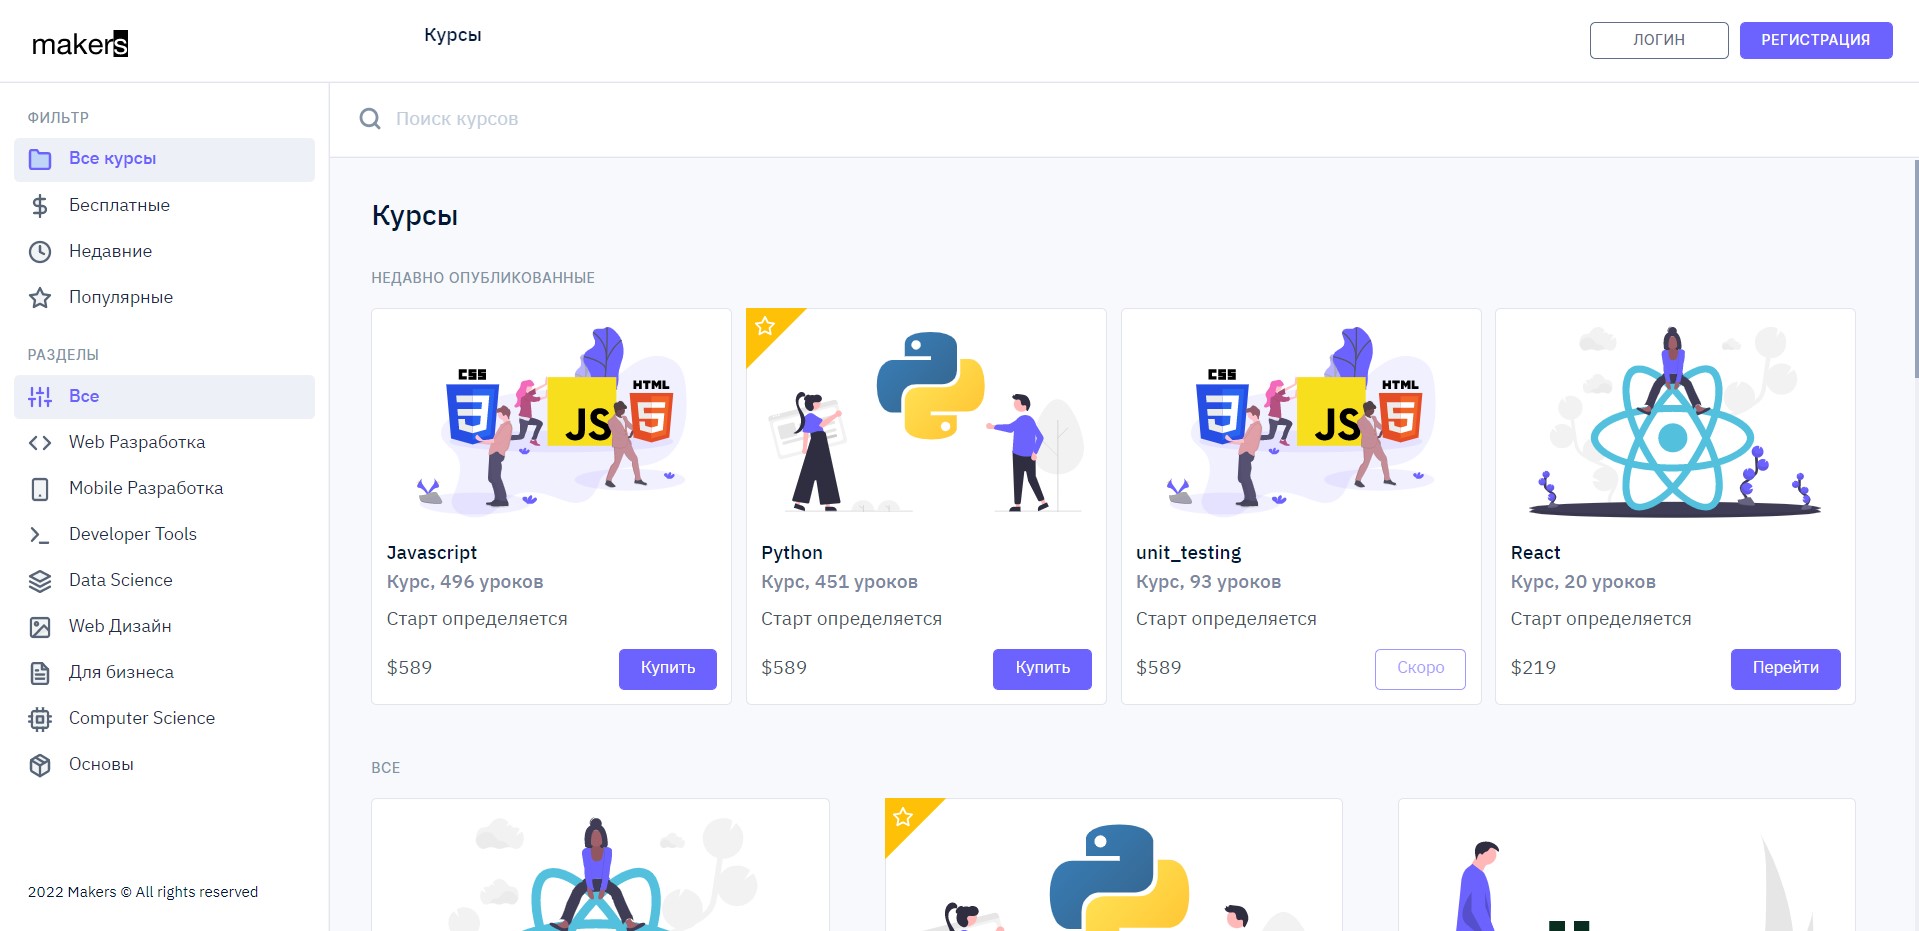 makers
Курсы
ЛОГИН
РЕГИСТРАЦИЯ
ФИЛЬТР
Все курсы
Бесплатные
Недавние
Популярные
РАЗДЕЛЫ
Все
Web Разработка
Mobile Разработка
Developer Tools
Data Science
Web Дизайн
Для бизнеса
Computer Science
Основы
2022 Makers © All rights reserved
Поиск курсов
Курсы
НЕДАВНО ОПУБЛИКОВАННЫЕ
CSS
JS
HTML
Javascript
Курс, 496 уроков
Старт определяется
$589
Купить
Python
Курс, 451 уроков
Старт определяется
$589
Купить
CSS
JS
HTML
unit_testing
Курс, 93 уроков
Старт определяется
$589
Скоро
React
Курс, 20 уроков
Старт определяется
$219
Перейти
ВСЕ